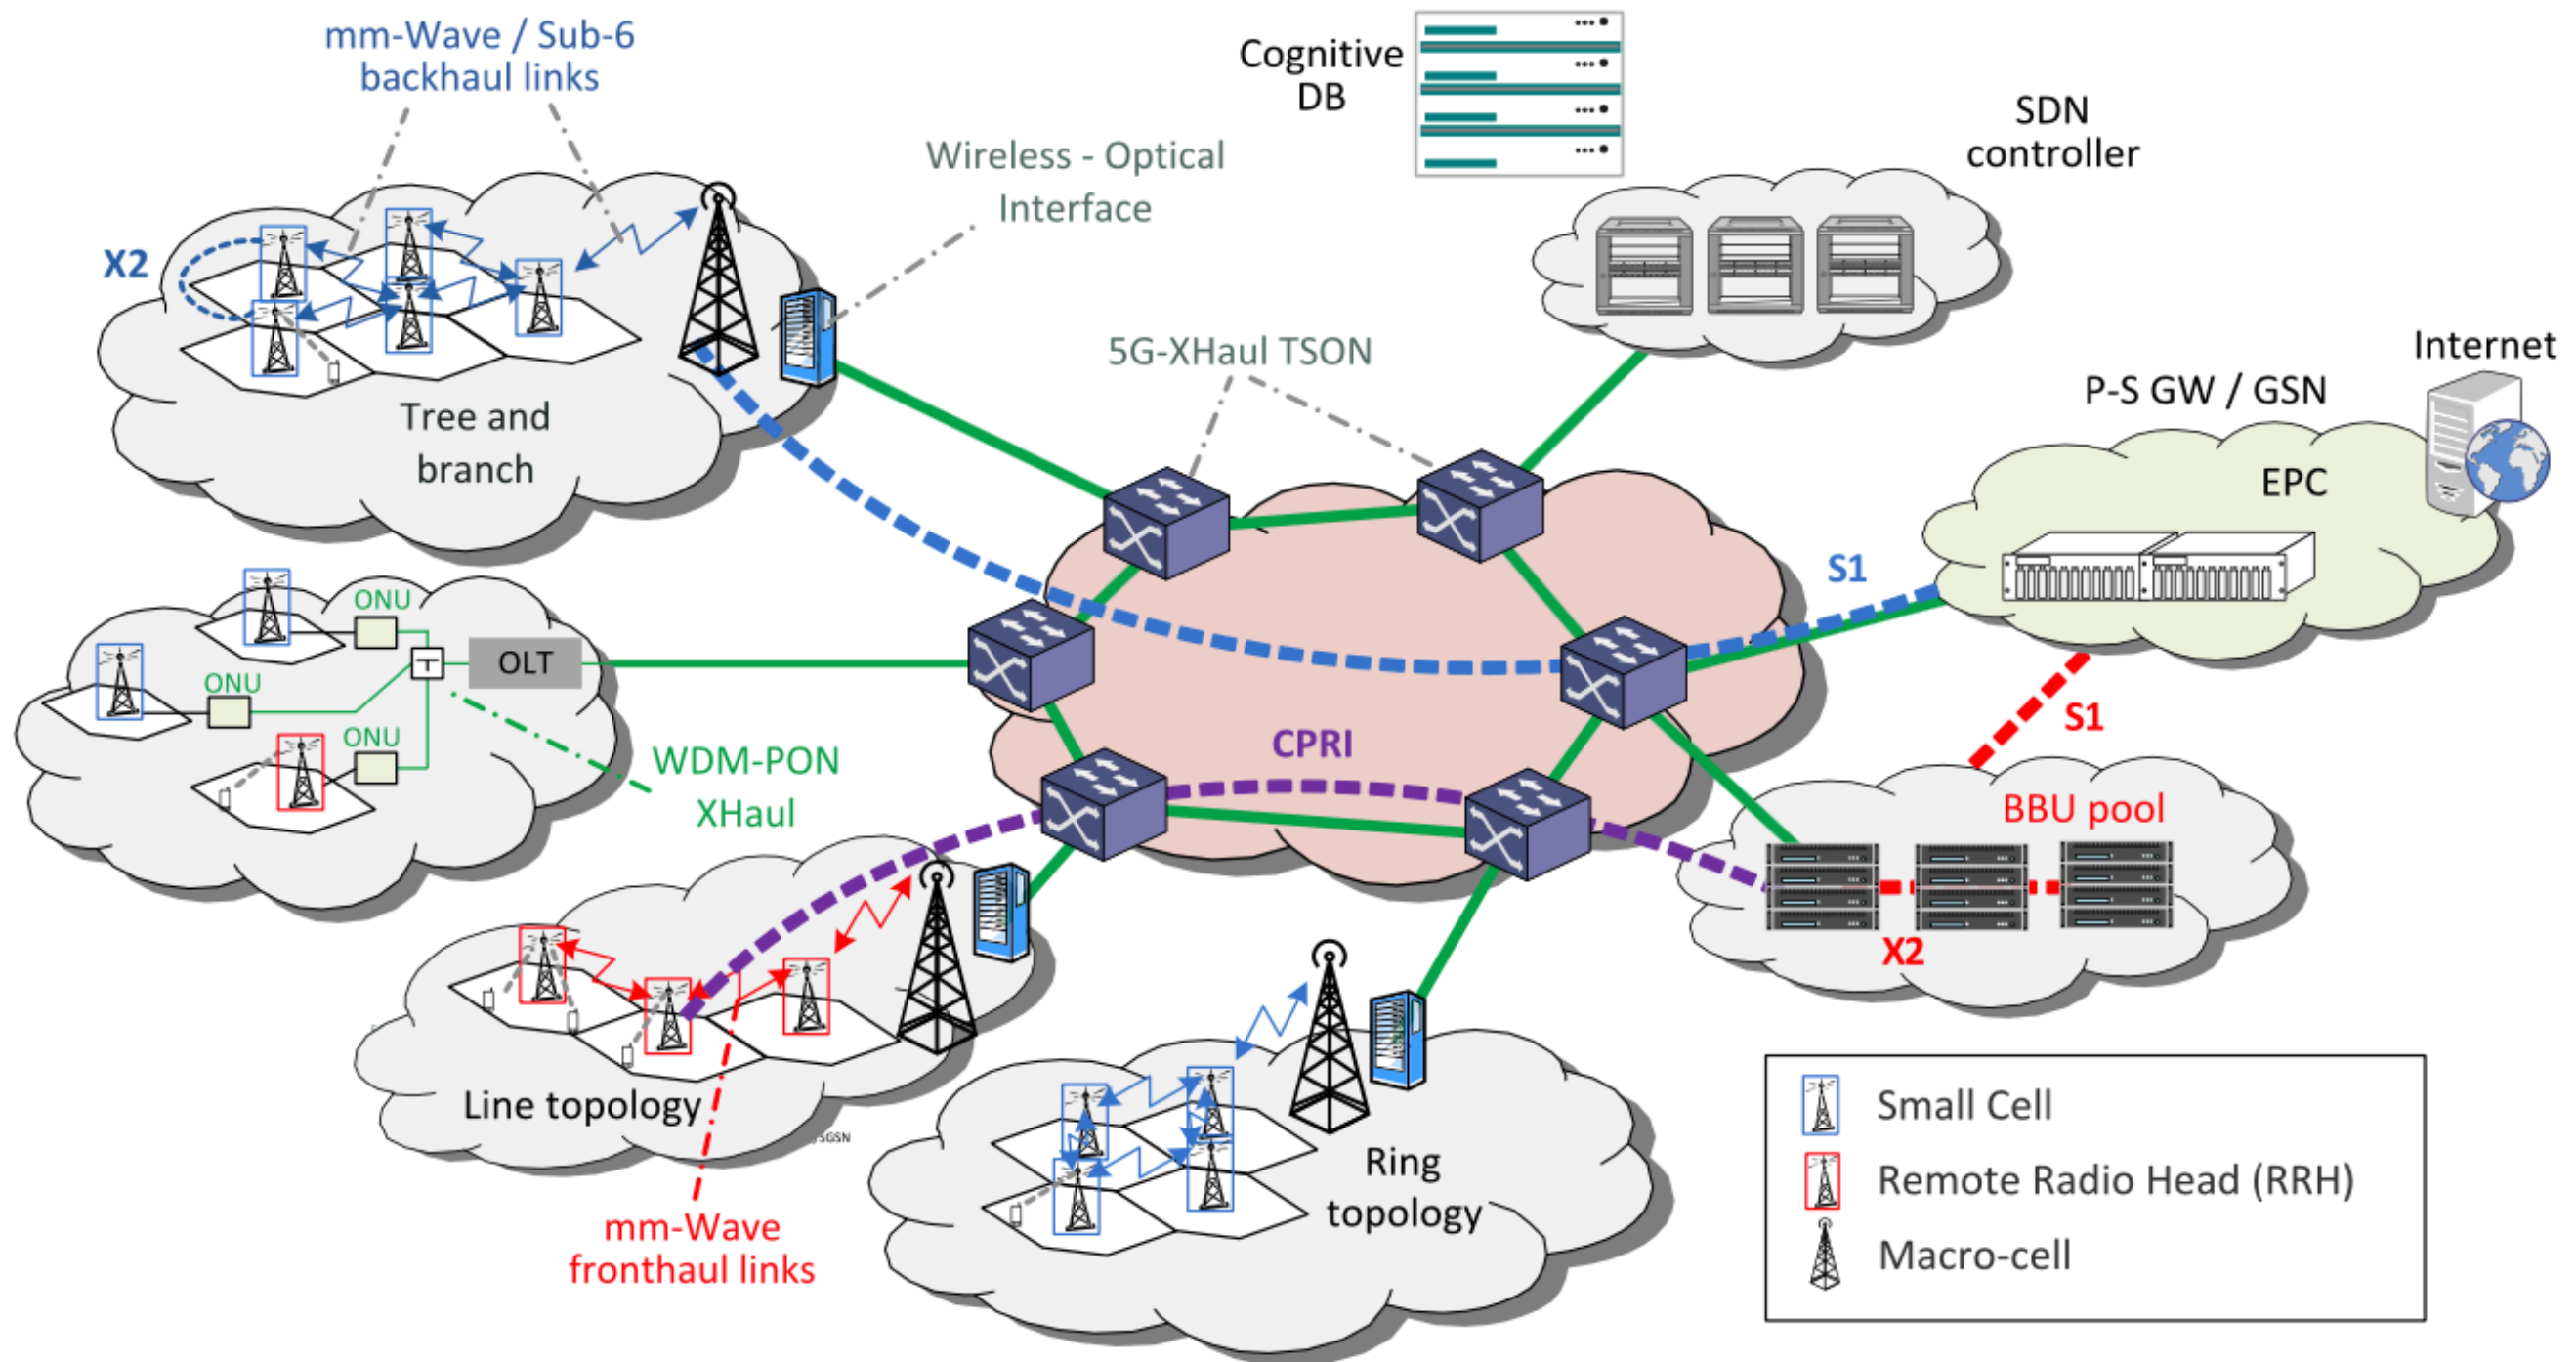 mm-Wave / Sub-6
backhaul links
Cognitive
DB
SDN
controller
Wireless - Optical
Interface
X2
5G-XHaul TSON
Internet
P-S GW / GSN
EPC
Tree and
branch
S1
ONU
OLT
ONU
ONU
WDM-PON
XHaul
CPRI
S1
BBU pool
X2
Line topology
SGSN
Ring
topology
mm-Wave
fronthaul links
Small Cell
Remote Radio Head (RRH)
Macro-cell